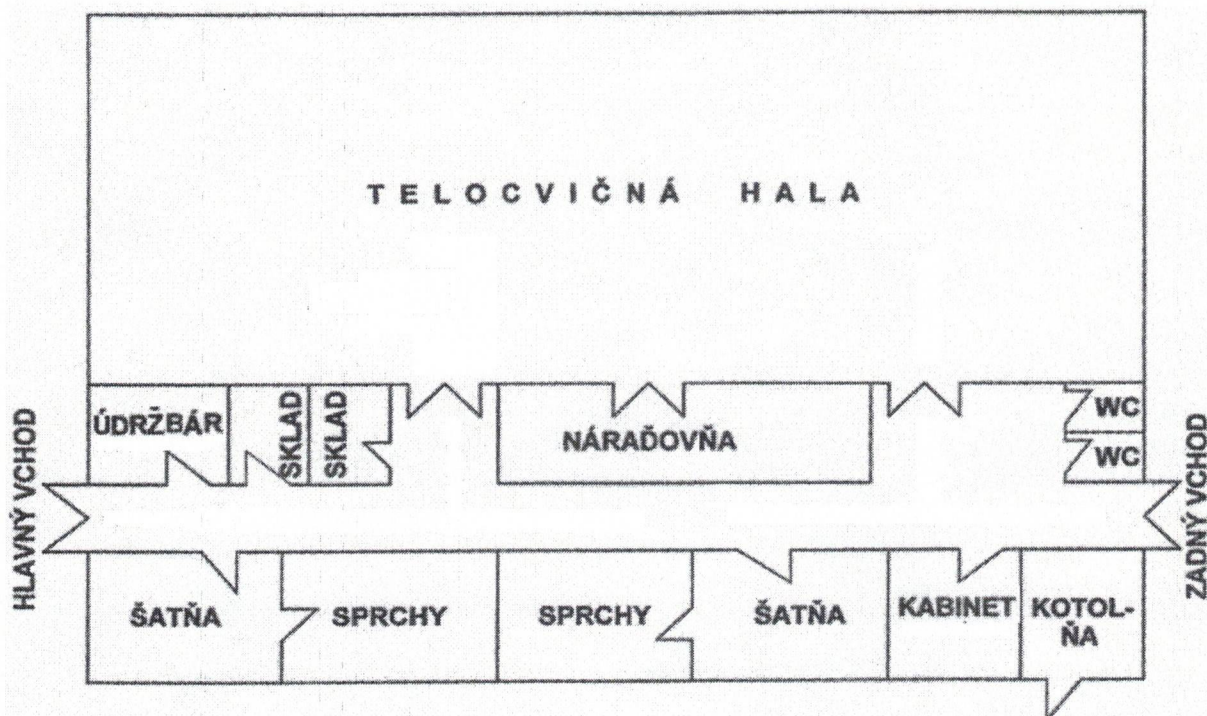 TELOCVIČNÁ HALA
ÚDRŽBÁR
SKLAD
SKLAD
NÁRAĎOVŇA
WC
WC
HLAVNÝ VCHOD
ZADNÝ VCHOD
ŠATŇA
SPRCHY
SPRCHY
ŠATŇA
KABINET
KOTOL-
ŇA